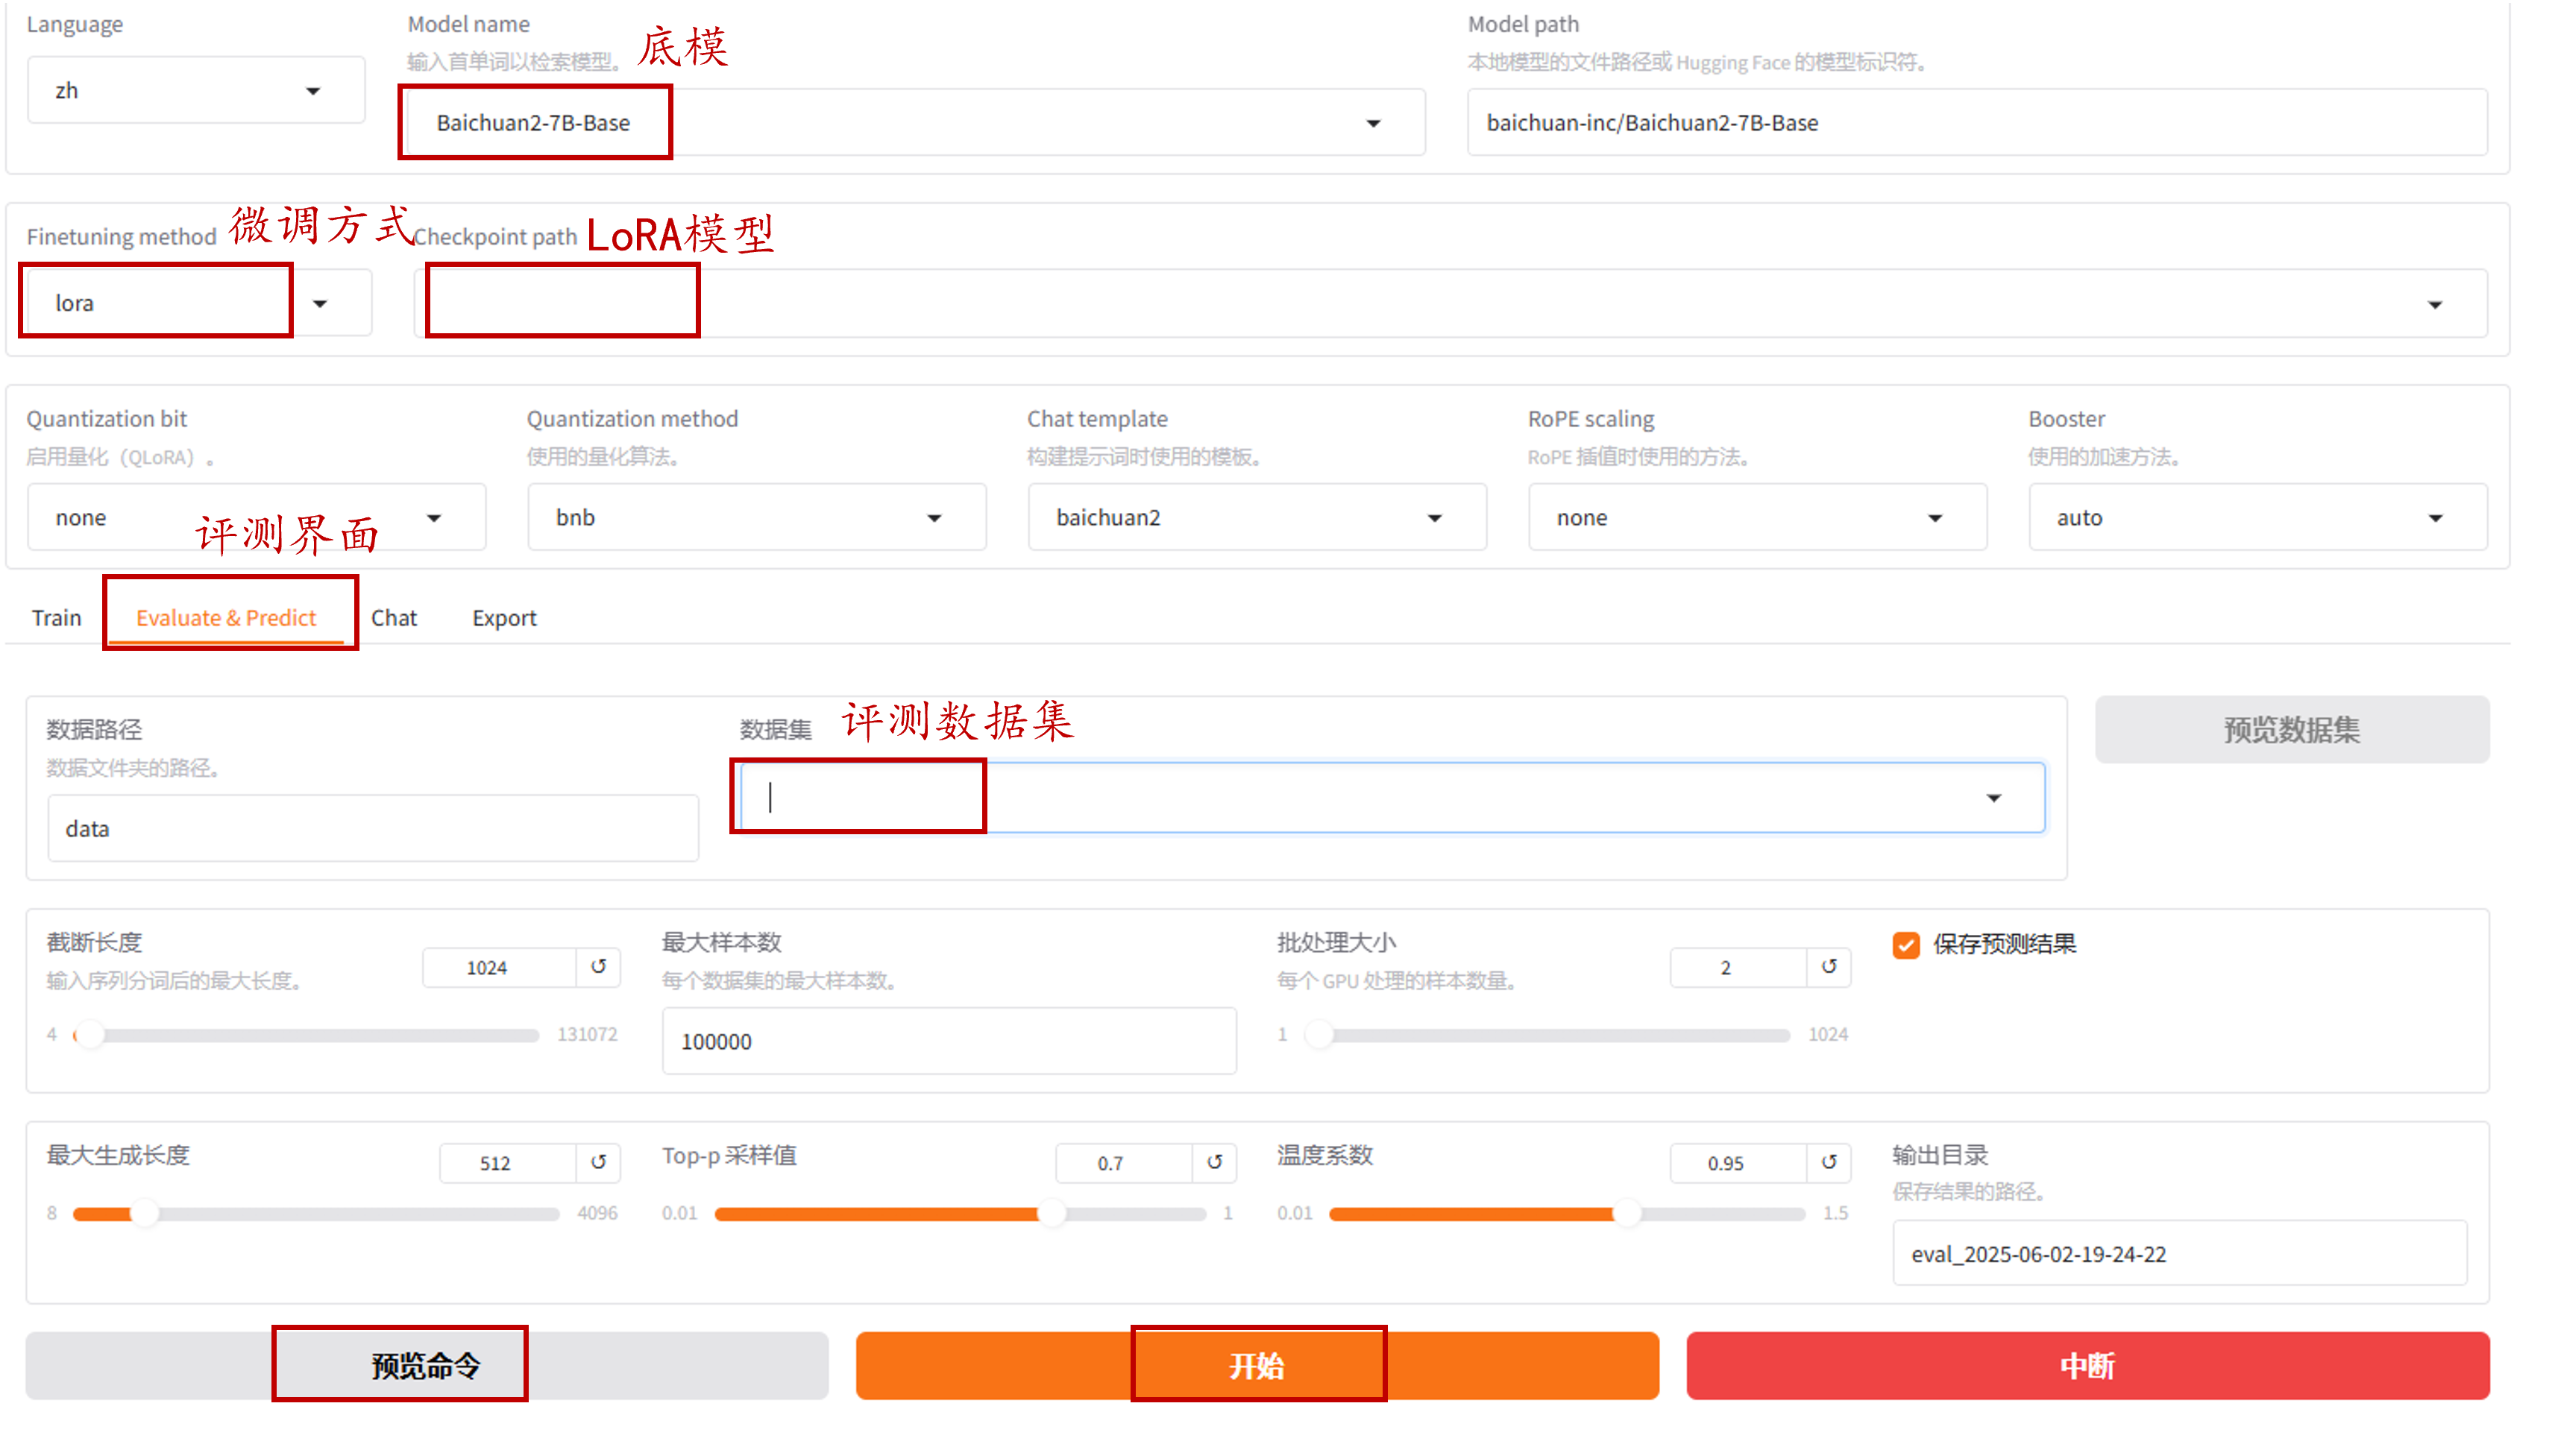 Language
zh
Model name
底模
输入首单词以检索模型。
Baichuan2-7B-Base
Model path
本地模型的文件路径或 Hugging Face 的模型标识符。
baichuan-inc/Baichuan2-7B-Base
Finetuning method
微调方式
lora
Checkpoint path
LoRA模型
Quantization bit
启用量化（QLoRA）。
none
Quantization method
使用的量化算法。
bnb
Chat template
构建提示词时使用的模板。
baichuan2
RoPE scaling
RoPE 插值时使用的方法。
none
Booster
使用的加速方法。
auto
评测界面
Train
Evaluate & Predict
Chat
Export
数据路径
数据文件夹的路径。
data
数据集
评测数据集
预览数据集
截断长度
输入序列分词后的最大长度。
1024
4
131072
最大样本数
每个数据集的最大样本数。
100000
批处理大小
每个 GPU 处理的样本数量。
2
1
1024
保存预测结果
最大生成长度
512
8
4096
Top-p 采样值
0.7
0.01
1
温度系数
0.95
0.01
1.5
输出目录
保存结果的路径。
eval_2025-06-02-19-24-22
预览命令
开始
中断